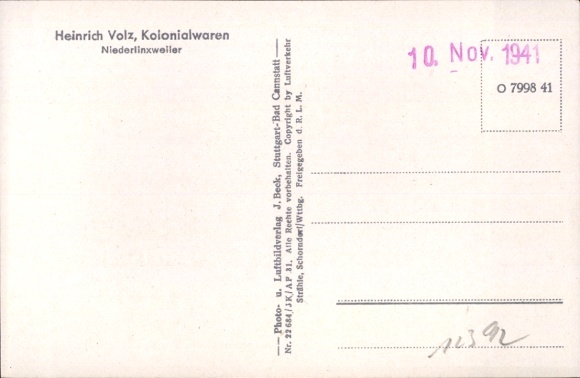 Heinrich Volz, Kolonialwaren
Niederlinxweiler
10. Nov. 1941
O 7998 41
Photo- u. Luftbildverlag J. Beck, Stuttgart-Bad Cannstatt
Nr. 22684/JK/AP 31. Alle Rechte vorbehalten. Copyright by Luftverkehr
Strähle, Schorndorf/Wttbg. Freigegeben d. R. L. M.